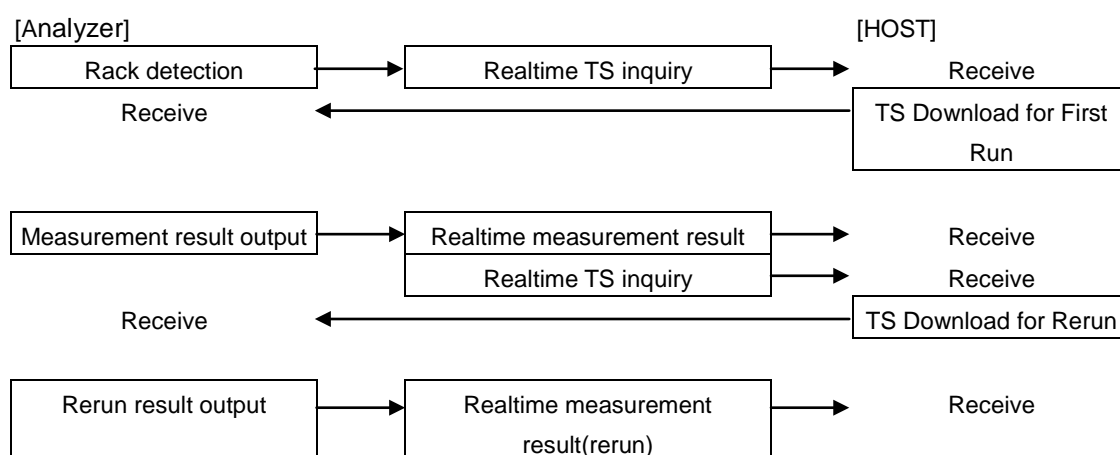 [Analyzer] [HOST]
Rack detection Realtime TS inquiry Receive
Receive TS Download for First
Run
Measurement result output Realtime measurement result Receive
Realtime TS inquiry Receive
Receive TS Download for Rerun
Rerun result output Realtime measurement Receive
result(rerun)